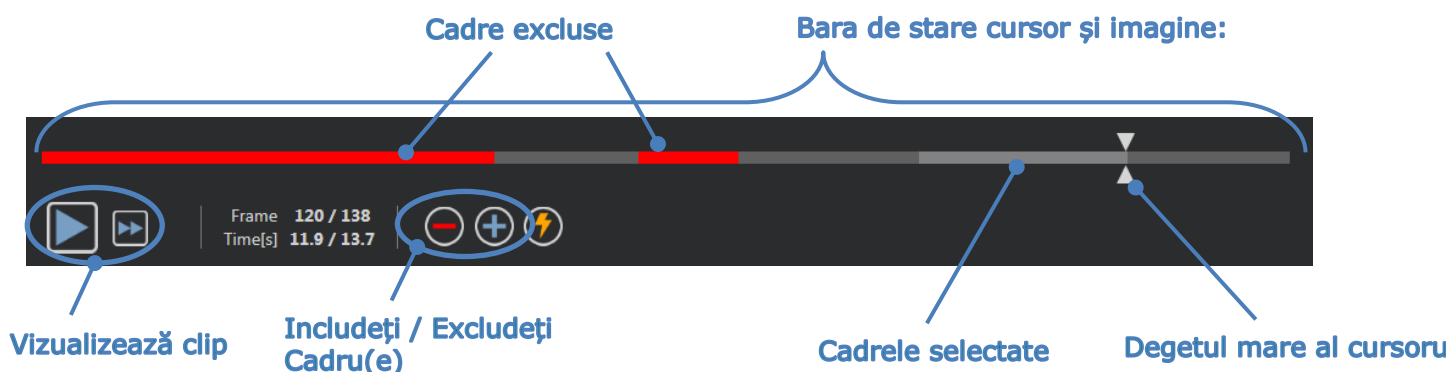 Cadre excluse
Bara de stare cursor și imagine:
Frame 120 / 138
Time[s] 11.9 / 13.7
Vizualizează clip
Includeți / Excludeți
Cadru(e)
Cadrele selectate
Degetul mare al cursoru